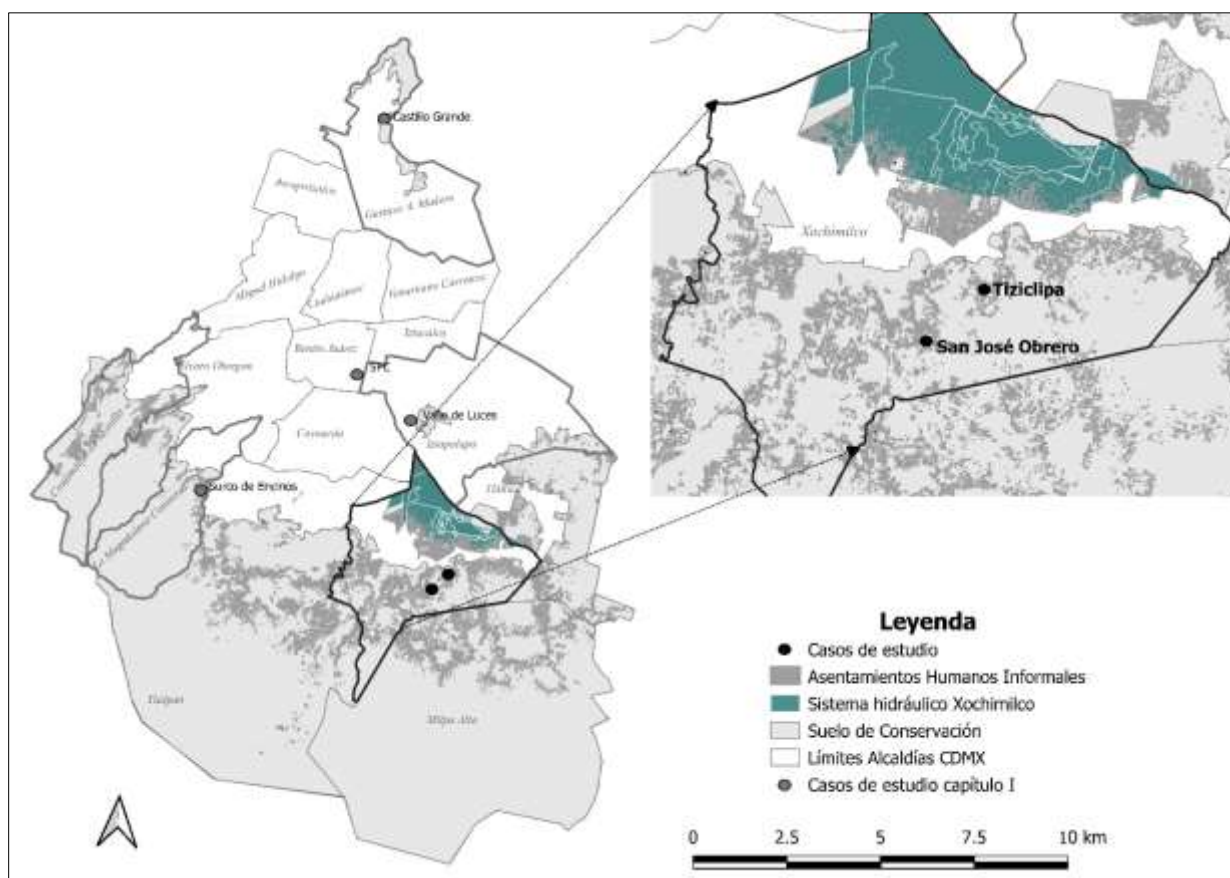 Castillo Grande
Azcapotzalco
Gustavo A. Madero
Miguel Hidalgo
Cuauhtémoc
Venustiano Carranza
Iztacalco
Benito Juárez
SPC
Álvaro Obregón
Valle de Luces
Coyoacán
Iztapalapa
Surco de Encinos
Tlalpan
Milpa Alta
Xochimilco
Tiziclipa
San José Obrero
Leyenda
Casos de estudio
Asentamientos Humanos Informales
Sistema hidráulico Xochimilco
Suelo de Conservación
Límites Alcaldías CDMX
Casos de estudio capítulo I
0 2.5 5 7.5 10 km